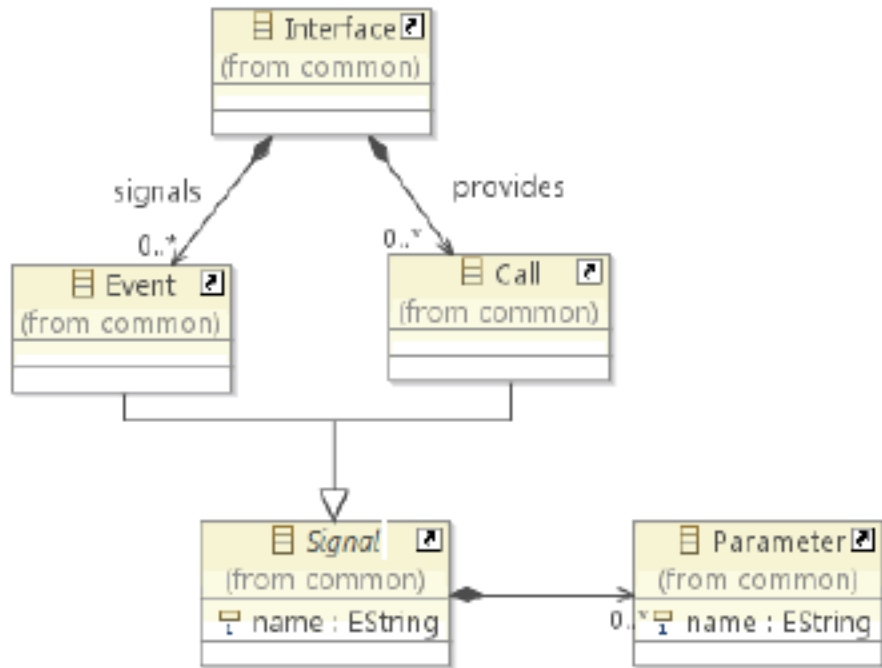 Interface
(from common)
signals
provides
0..*
0..*
Event
(from common)
Call
(from common)
Signal
(from common)
name : EString
0..*
Parameter
(from common)
name : EString